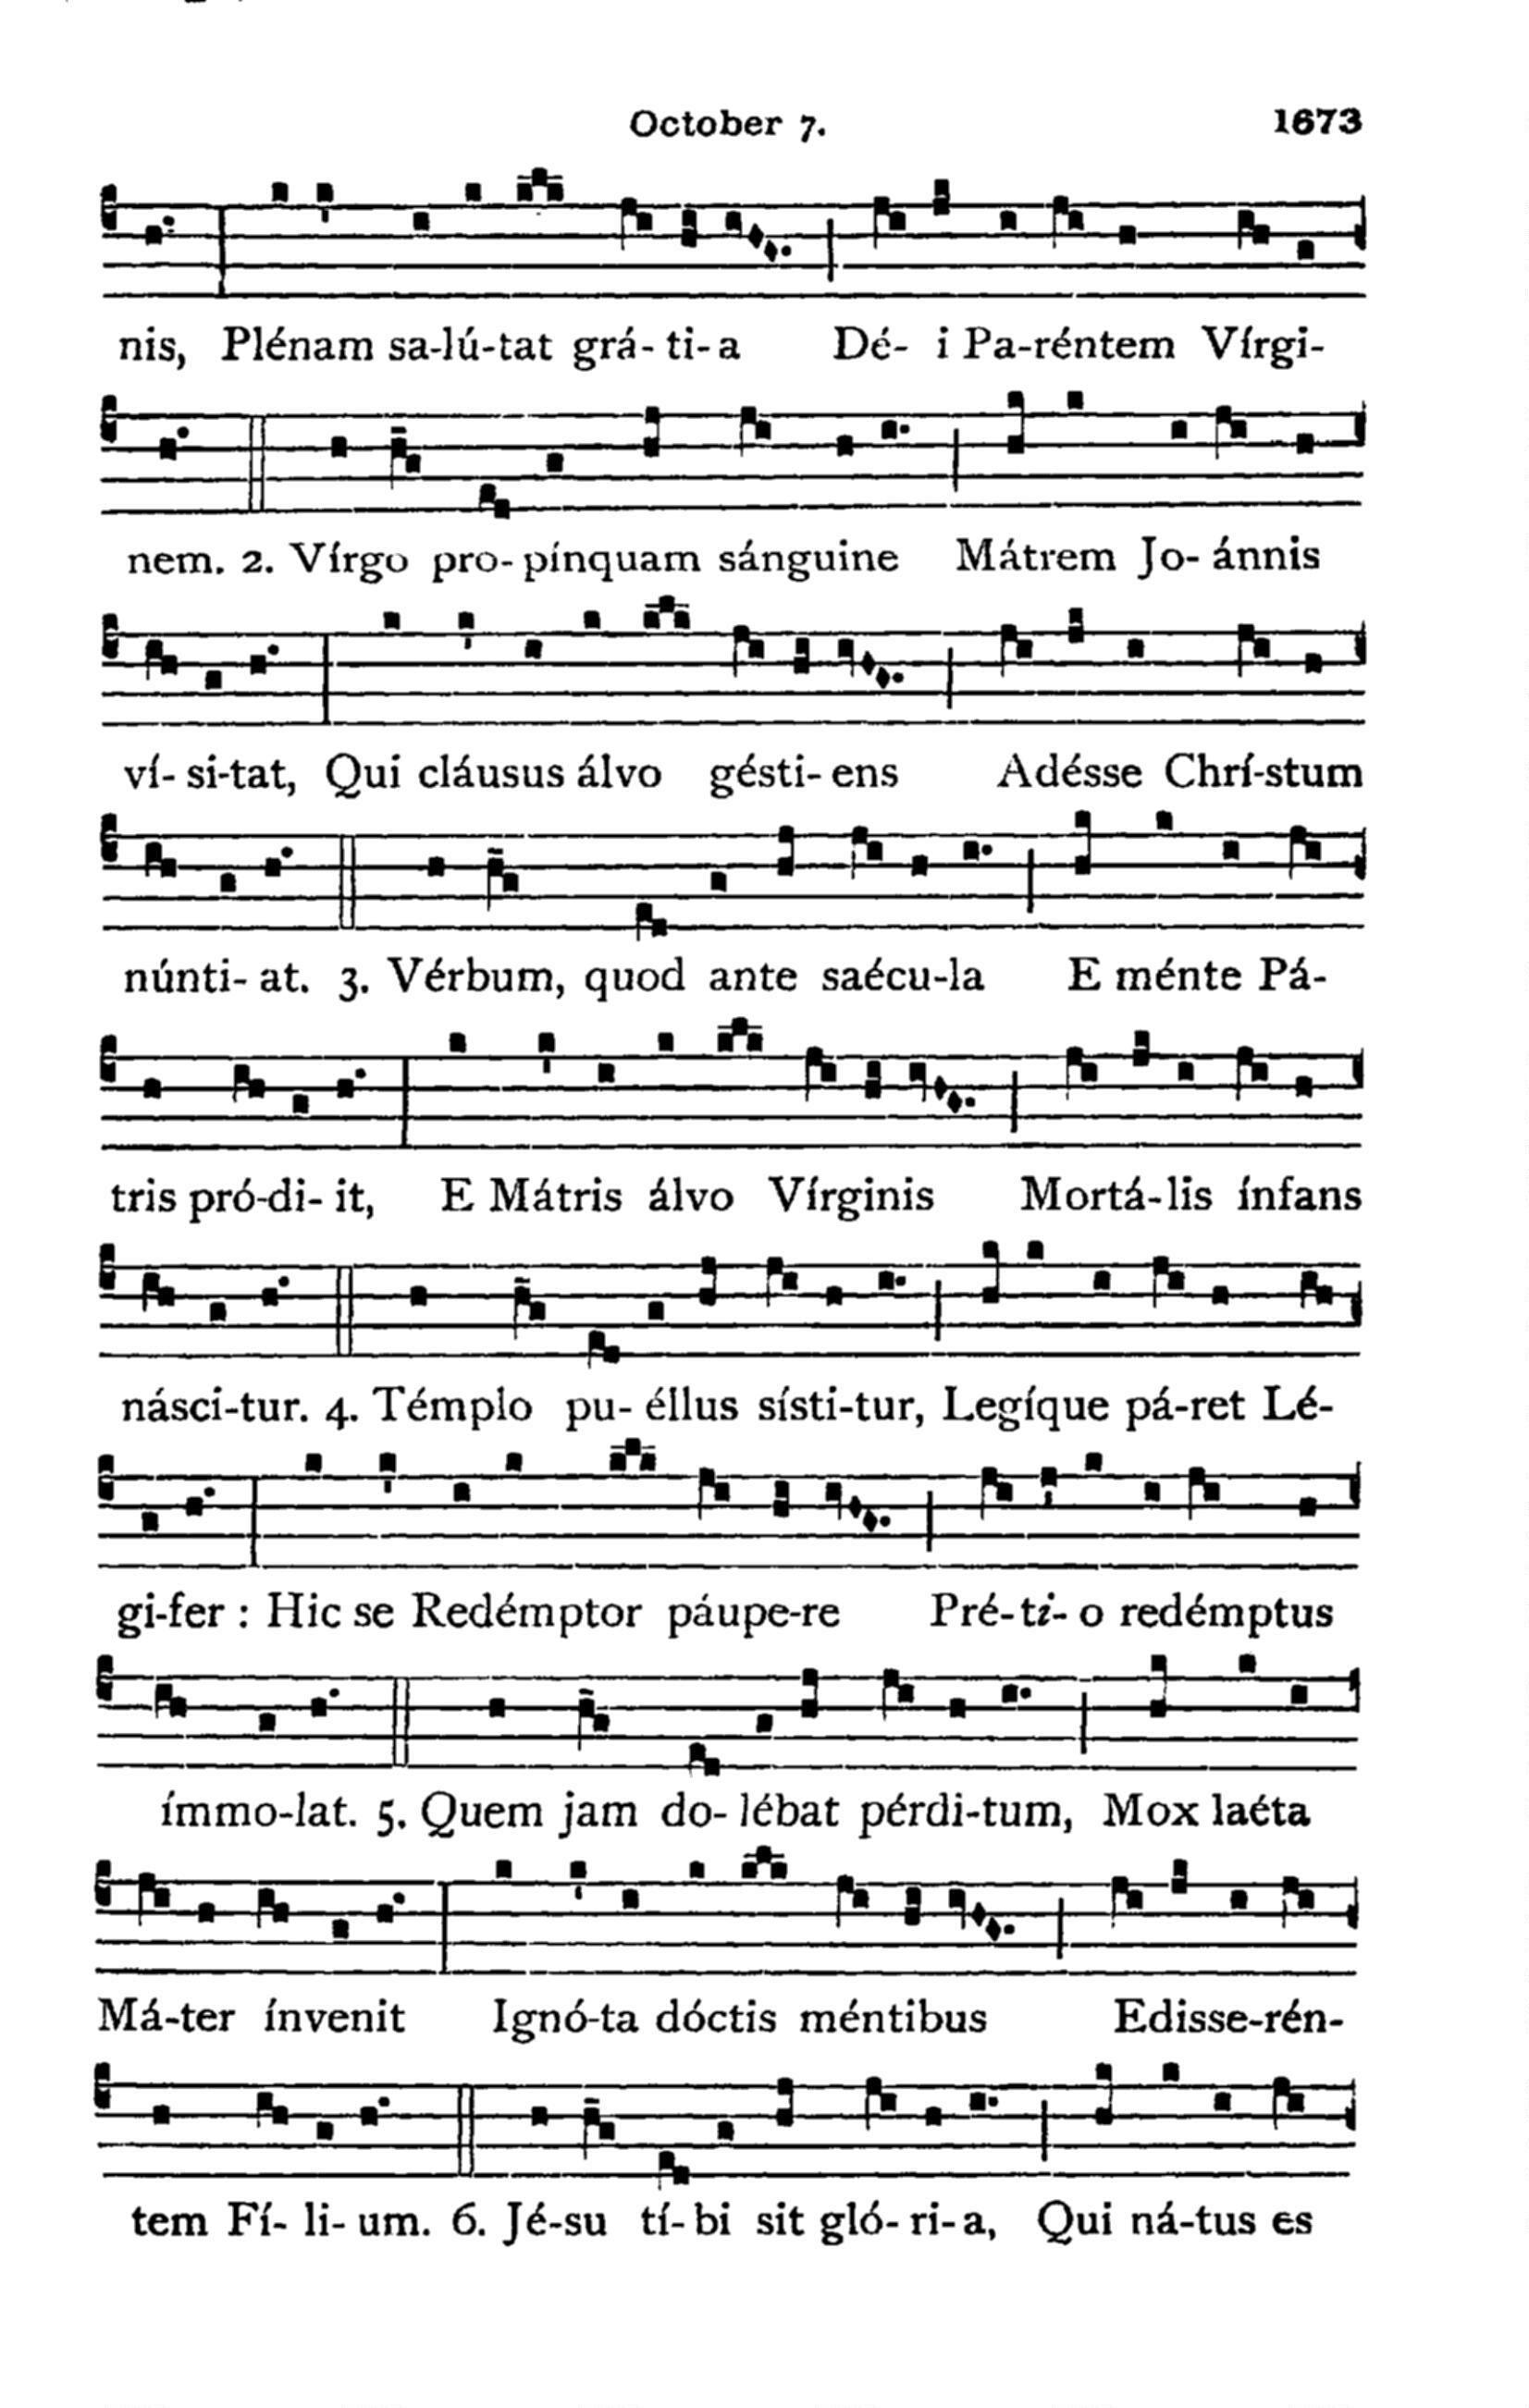 October 7. 1673
nis, Plénam sa-lú-tat grá- ti- a Dé- i Pa-réntem Vírgi-
nem. 2. Vírgo pro- pínquam sánguine Mátrem Jo- ánnis
ví- si-tat, Qui cláusus álvo gésti- ens Adésse Chrí-stum
núnti- at. 3. Vérbum, quod ante saécu-la E ménte Pá-
tris pró-di- it, E Mátris álvo Vírginis Mortá-lis ínfans
násci-tur. 4. Témplo pu- éllus sísti-tur, Legíque pá-ret Lé-
gi-fer : Hic se Redémptor páupe-re Pré-ti- o redémptus
ímmo-lat. 5. Quem jam do- lébat pérdi-tum, Mox laéta
Má-ter ínvenit Ignó-ta dóctis méntibus Edisse-rén-
tem Fí- li- um. 6. Jé-su tí- bi sit gló- ri- a, Qui ná-tus es